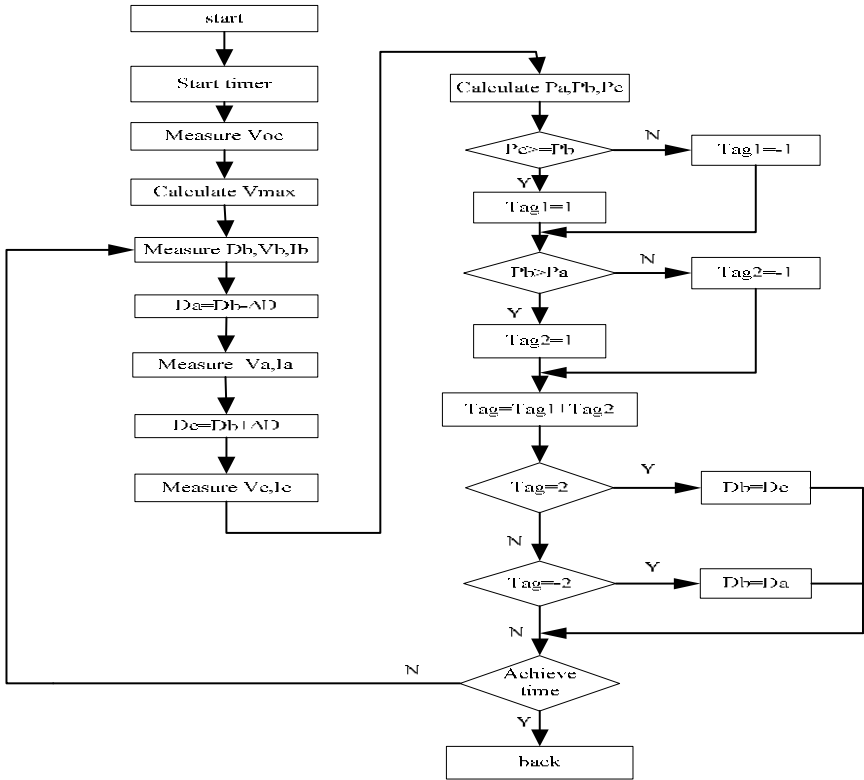 start
Start timer
Measure Voc
Calculate Vmax
Measure Db,Vb,Ib
Da=Db-ΔD
Measure Va,Ia
Dc=Db+ΔD
Measure Vc,Ic
Calculate Pa,Pb,Pc
Pc>=Pb
N
Tag1=-1
Y
Tag1=1
Pb>Pa
N
Tag2=-1
Y
Tag2=1
Tag=Tag1+Tag2
Tag=2
Y
Db=Dc
N
Tag=-2
Y
Db=Da
N
Achieve
time
N
Y
back